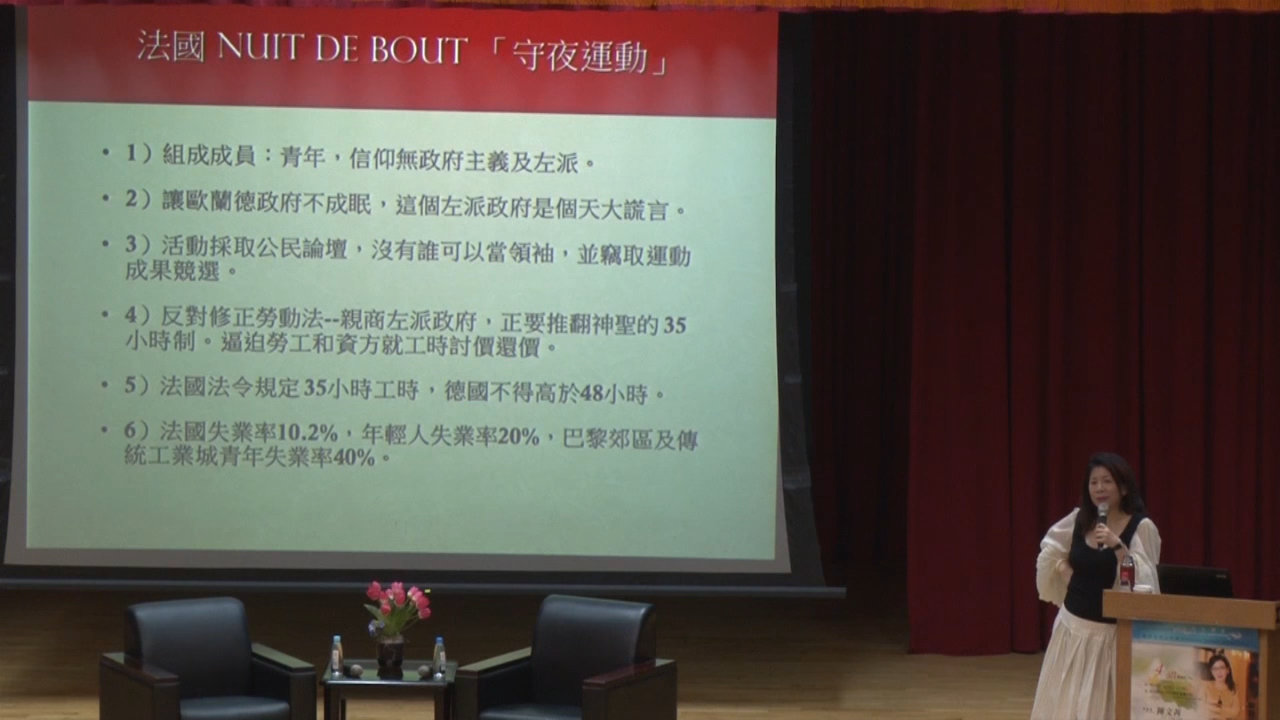 法國 NUIT DE BOUT「守夜運動」
• 1）組成成員：青年，信仰無政府主義及左派。
• 2）讓歐蘭德政府不成眠，這個左派政府是個天大謊言。
• 3）活動採取公民論壇，沒有誰可以當領袖，並竊取運動
成果競選。
• 4）反對修正勞動法--親商左派政府，正要推翻神聖的 35
小時制。逼迫勞工和資方就工時討價還價。
• 5）法國法令規定 35小時工時，德國不得高於48小時。
• 6）法國失業率10.2%，年輕人失業率20%，巴黎郊區及傳
統工業城青年失業率40%。
陳文茜